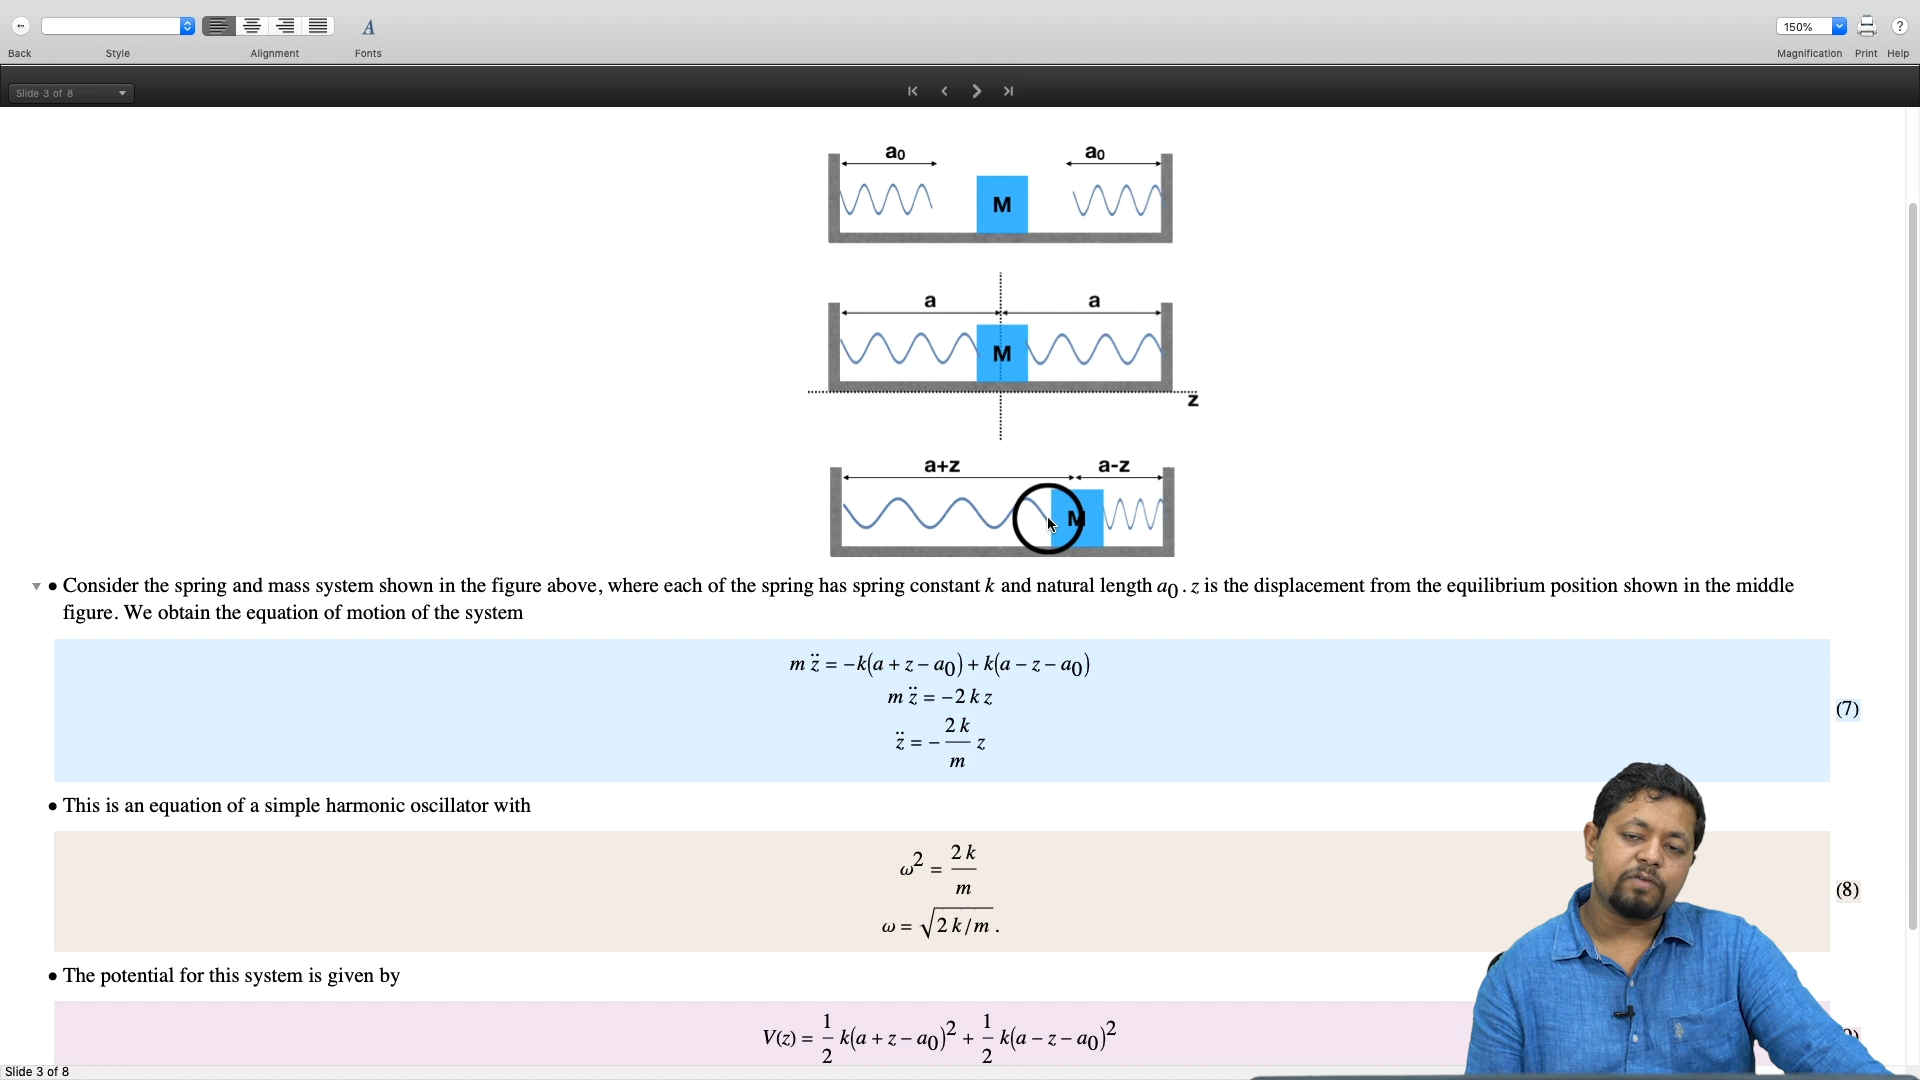 150%
Back Style Alignment Fonts Magnification Print Help
Slide 3 of 8
a₀ a₀
M
a a
M
z
a+z a-z
M
• Consider the spring and mass system shown in the figure above, where each of the spring has spring constant k and natural length a₀. z is the displacement from the equilibrium position shown in the middle
figure. We obtain the equation of motion of the system
m z̈ = −k(a + z − a₀) + k(a − z − a₀)
m z̈ = −2 k z
z̈ = − 2 k/m z
(7)
• This is an equation of a simple harmonic oscillator with
ω² = 2 k/m
ω = √(2 k/m).
(8)
• The potential for this system is given by
V(z) = 1/2 k(a + z − a₀)² + 1/2 k(a − z − a₀)²
Slide 3 of 8